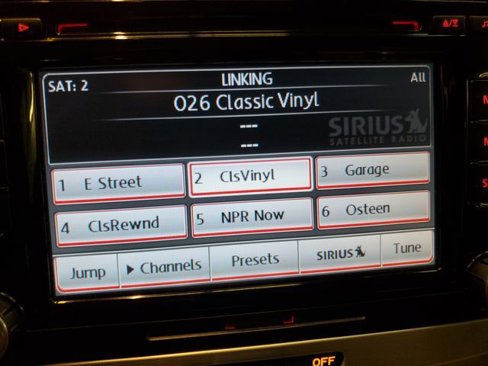 SAT: 2 LINKING All
026 Classic Vinyl
---
---
SIRIUS
SATELLITE RADIO
1 E Street 2 ClsVinyl 3 Garage
4 ClsRewnd 5 NPR Now 6 Osteen
Jump Channels Presets SIRIUS Tune
OFF